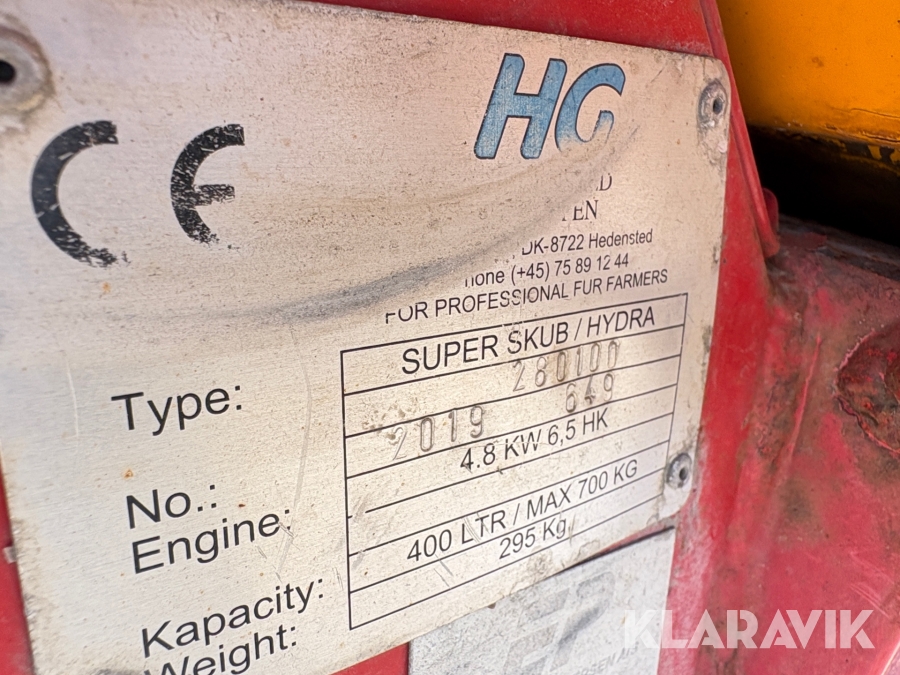 CE
HG
EN
DK-8722 Hedensted
(+45) 75 89 12 44
FOR PROFESSIONAL FUR FARMERS
Type: SUPER SKUB / HYDRA
280100
No.: 2019 649
Engine: 4.8 KW 6,5 HK
Kapacity: 400 LTR / MAX 700 KG
Weight: 295 Kg.
KLARAVIK